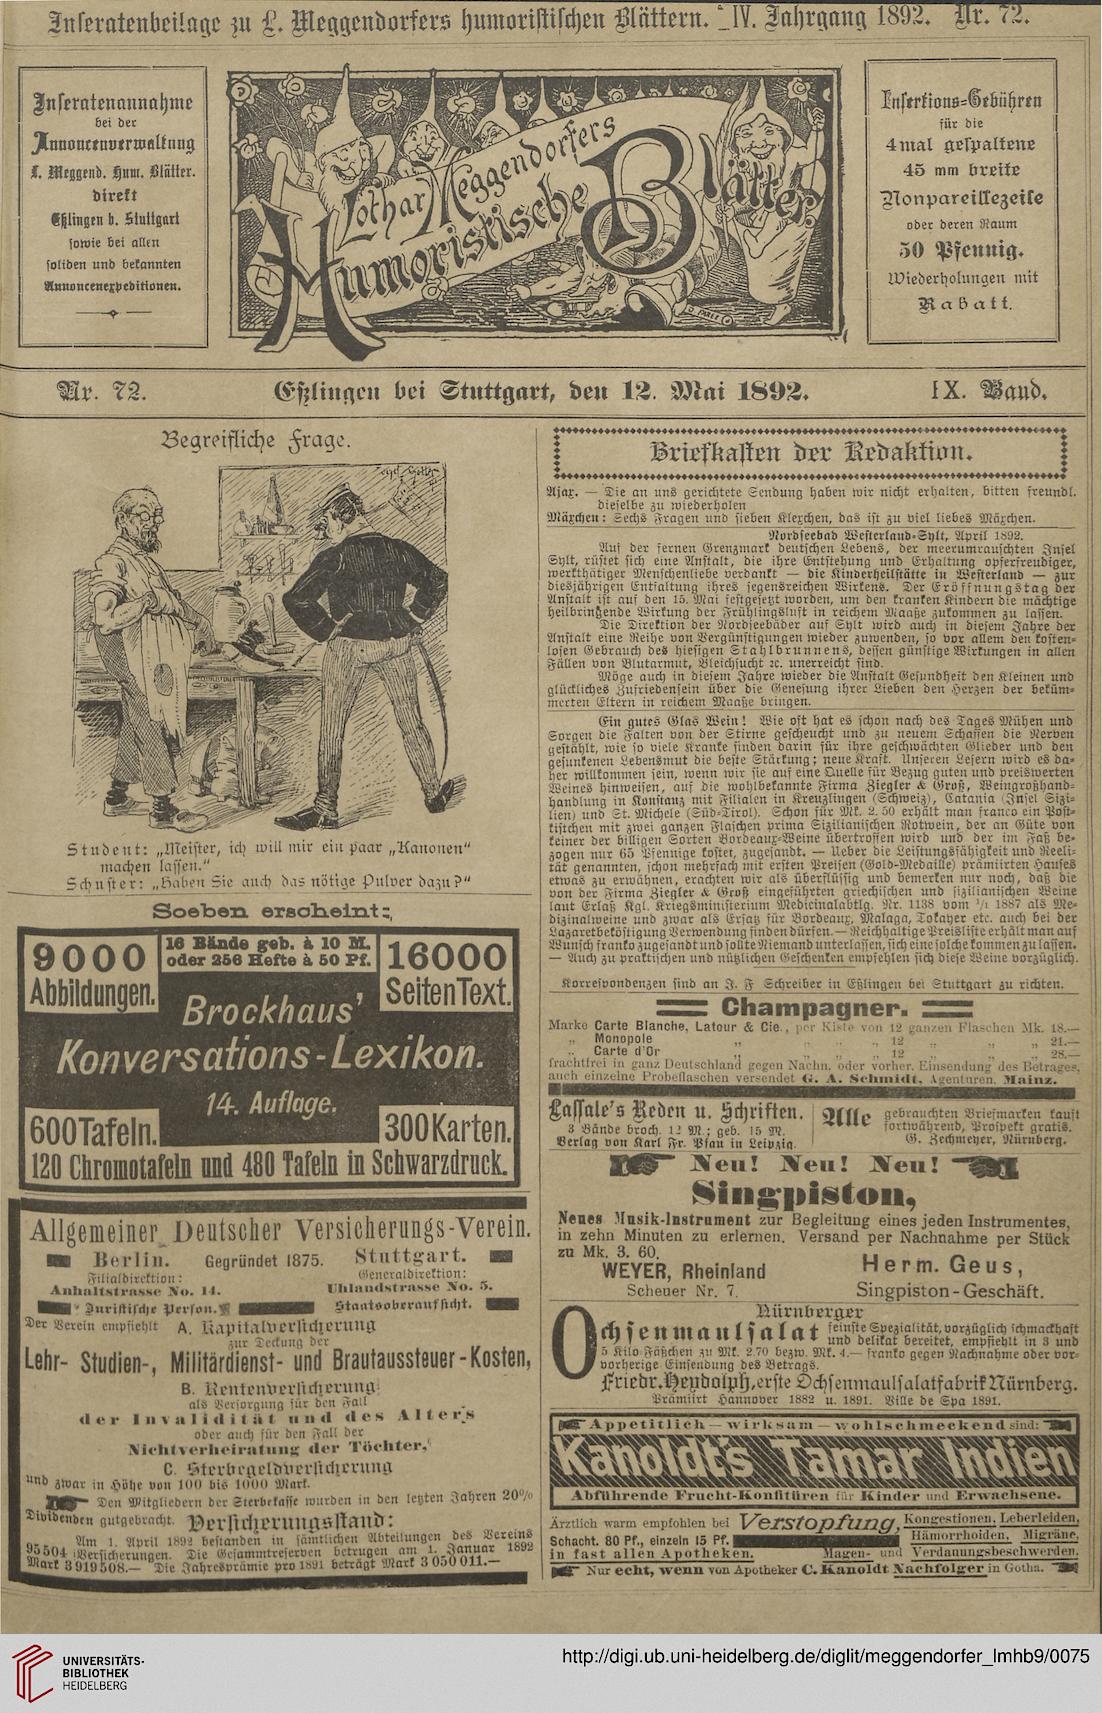 Inseratenbeilage zu L. Meggendorfers humoristischen Blättern. IV. Jahrgang 1892. Nr. 72.
Inseratenannahme
bei der
Annoncenverwaltung
L. Meggend. Hum. Blätter.
direkt
Eßlingen b. Stuttgart
sowie bei allen
soliden und bekannten
Annoncenexpeditionen.
Lothar Meggendorfers
Humoristische Blätter
Insertions-Gebühren
für die
4mal gespaltene
45 mm breite
Nonpareillezeile
oder deren Raum
50 Pfennig.
Wiederholungen mit
Rabatt.
Nr. 72. Eßlingen bei Stuttgart, den 12. Mai 1892. IX. Band.
Begreifliche Frage.
Student: „Meister, ich will mir ein paar „Kanonen"
machen lassen."
Schuster: „Haben Sie auch das nötige Pulver dazu?"
Soeben erscheint:
9000
Abbildungen.
16 Bände geb. à 10 M.
oder 256 Hefte à 50 Pf.
16000
Seiten Text.
Brockhaus'
Konversations-Lexikon.
14. Auflage.
600 Tafeln.
300 Karten.
120 Chromotafeln und 480 Tafeln in Schwarzdruck.
Allgemeiner Deutscher Versicherungs-Verein.
Berlin. Gegründet 1875. Stuttgart.
Filialdirektion: Generaldirektion:
Anhaltstrasse No. 14. Uhlandstrasse No. 5.
Juristische Person. Staatsoberaufsicht.
Der Verein empfiehlt A. Kapitalversicherung
zur Deckung der
Lehr- Studien-, Militärdienst- und Brautaussteuer-Kosten,
B. Rentenversicherung
als Versorgung für den Fall
der Invalidität und des Alters
oder auch für den Fall der
Nichtverheiratung der Töchter.
C. Sterbegeldversicherung
und zwar in Höhe von 100 bis 1000 Mark.
Den Mitgliedern der Sterbekasse wurden in den letzten Jahren 20%
Dividenden gutgebracht. Versicherungsstand:
Am 1. April 1892 bestanden in sämtlichen Abteilungen des Vereins
95504 Versicherungen. Die Gesammtreserven betrugen am 1. Januar 1892
Mark 3919508.— Die Jahresprämie pro 1891 beträgt Mark 3050011.—
Briefkasten der Redaktion.
Ajax. — Die an uns gerichtete Sendung haben wir nicht erhalten, bitten freundl.
dieselbe zu wiederholen
Märchen: Sechs Fragen und sieben Klexchen, das ist zu viel liebes Märchen.
Nordseebad Westerland-Sylt, April 1892.
Auf der fernen Grenzmark deutschen Lebens, der meerumrauschten Insel
Sylt, rüstet sich eine Anstalt, die ihre Entstehung und Erhaltung opferfreudiger,
werkthätiger Menschenliebe verdankt — die Kinderheilstätte in Westerland — zur
diesjährigen Entfaltung ihres segensreichen Wirkens. Der Eröffnungstag der
Anstalt ist auf den 15. Mai festgesetzt worden, um den kranken Kindern die mächtige
heilbringende Wirkung der Frühlingsluft in reichem Maaße zukommen zu lassen.
Die Direktion der Nordseebäder auf Sylt wird auch in diesem Jahre der
Anstalt eine Reihe von Vergünstigungen wieder zuwenden, so vor allem den kosten-
losen Gebrauch des hiesigen Stahlbrunnens, dessen günstige Wirkungen in allen
Fällen von Blutarmut, Bleichsucht ꝛc. unerreicht sind.
Möge auch in diesem Jahre wieder die Anstalt Gesundheit den Kleinen und
glückliches Zufriedensein über die Genesung ihrer Lieben den Herzen der beküm-
merten Eltern in reichem Maaße bringen.
Ein gutes Glas Wein! Wie oft hat es schon nach des Tages Mühen und
Sorgen die Falten von der Stirne gescheucht und zu neuem Schaffen die Nerven
gestählt, wie so viele Kranke finden darin für ihre geschwächten Glieder und den
gesunkenen Lebensmut die beste Stärkung; neue Kraft. Unseren Lesern wird es da-
her willkommen sein, wenn wir sie auf eine Quelle für Bezug guten und preiswerten
Weines hinweisen, auf die wohlbekannte Firma Ziegler & Groß, Weingroßhand-
handlung in Konstanz mit Filialen in Kreuzlingen (Schweiz), Catania (Insel Sizi-
lien) und St. Michele (Süd-Tirol). Schon für Mk. 2.50 erhält man franco ein Post-
kistchen mit zwei ganzen Flaschen prima Sizilianischen Rotwein, der an Güte von
keiner der billigen Sorten Bordeaux-Weine übertroffen wird und der im Faß be-
zogen nur 65 Pfennige kostet, zugesandt. — Ueber die Leistungsfähigkeit und Reeli-
tät genannten, schon mehrfach mit ersten Preisen (Gold-Medaille) prämiirten Hauses
etwas zu erwähnen, erachten wir als überflüssig und bemerken nur noch, daß die
von der Firma Ziegler & Groß eingeführten griechischen und sizilianischen Weine
laut Erlaß Kgl. Kriegsministerium Medicinalabtlg. Nr. 1138 vom ¹/₁ 1887 als Me-
dizinalweine und zwar als Ersatz für Bordeaux, Malaga, Tokayer etc. auch bei der
Lazaretbeköstigung Verwendung finden dürfen. — Reichhaltige Preisliste erhält man auf
Wunsch franko zugesandt und sollte Niemand unterlassen, sich eine solche kommen zu lassen.
— Auch zu praktischen und nützlichen Geschenken empfehlen sich diese Weine vorzüglich.
Korrespondenzen sind an J. F Schreiber in Eßlingen bei Stuttgart zu richten.
Champagner.
Marke Carte Blanche, Latour & Cie., per Kiste von 12 ganzen Flaschen Mk. 18.—
„ Monopole „ „ „ „ 12 „ „ „ 21.—
„ Carte d'Or „ „ „ „ 12 „ „ „ 28.—
frachtfrei in ganz Deutschland gegen Nachn. oder vorher. Einsendung des Betrages,
auch einzelne Probeflaschen versendet G. A. Schmidt, Agenturen, Mainz.
Lassale's Reden u. Schriften.
3 Bände broch. 12 M.; geb. 15 M.
Verlag von Karl Fr. Pfau in Leipzig.
Alle gebrauchten Briefmarken kauft
fortwährend, Prospekt gratis.
G. Zechmeyer, Nürnberg.
Neu! Neu! Neu!
Singpiston,
Neues Musik-Instrument zur Begleitung eines jeden Instrumentes,
in zehn Minuten zu erlernen. Versand per Nachnahme per Stück
zu Mk. 3. 60.
WEYER, Rheinland Herm. Geus,
Scheuer Nr. 7. Singpiston-Geschäft.
Nürnberger
Ochsenmaulsalat feinste Spezialität, vorzüglich schmackhaft
und delikat bereitet, empfiehlt in 3 und
5 Kilo Fäßchen zu Mk. 2.70 bezw. Mk. 4.— franko gegen Nachnahme oder vor-
vorherige Einsendung des Betrags.
Friedr. Heydolph, erste Ochsenmaulsalatfabrik Nürnberg.
Prämiirt Hannover 1882 u. 1891. Ville de Spa 1891.
Appetitlich — wirksam — wohlschmeckend sind:
Kanoldt's Tamar Indien
Abführende Frucht-Konfitüren für Kinder und Erwachsene.
Ärztlich warm empfohlen bei Verstopfung, Kongestionen, Leberleiden,
Schacht. 80 Pf., einzeln 15 Pf. Hämorrhoiden, Migräne,
in fast allen Apotheken. Magen- und Verdauungsbeschwerden.
Nur echt, wenn von Apotheker C. Kanoldt Nachfolger in Gotha.
UNIVERSITÄTS-
BIBLIOTHEK
HEIDELBERG
http://digi.ub.uni-heidelberg.de/diglit/meggendorfer_lmhb9/0075